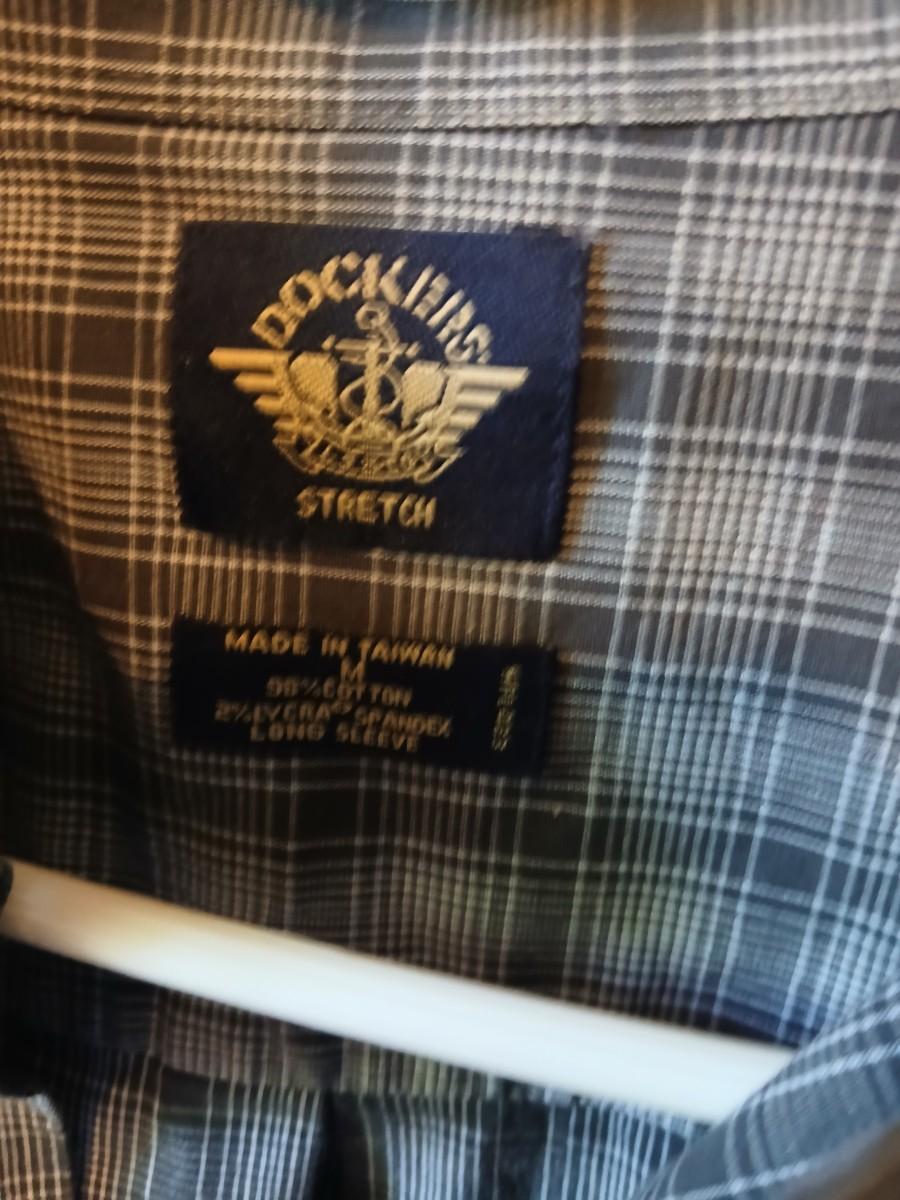 DOCKERS
STRETCH
MADE IN TAIWAN
M
98% COTTON
2% LYCRA® SPANDEX
LONG SLEEVE